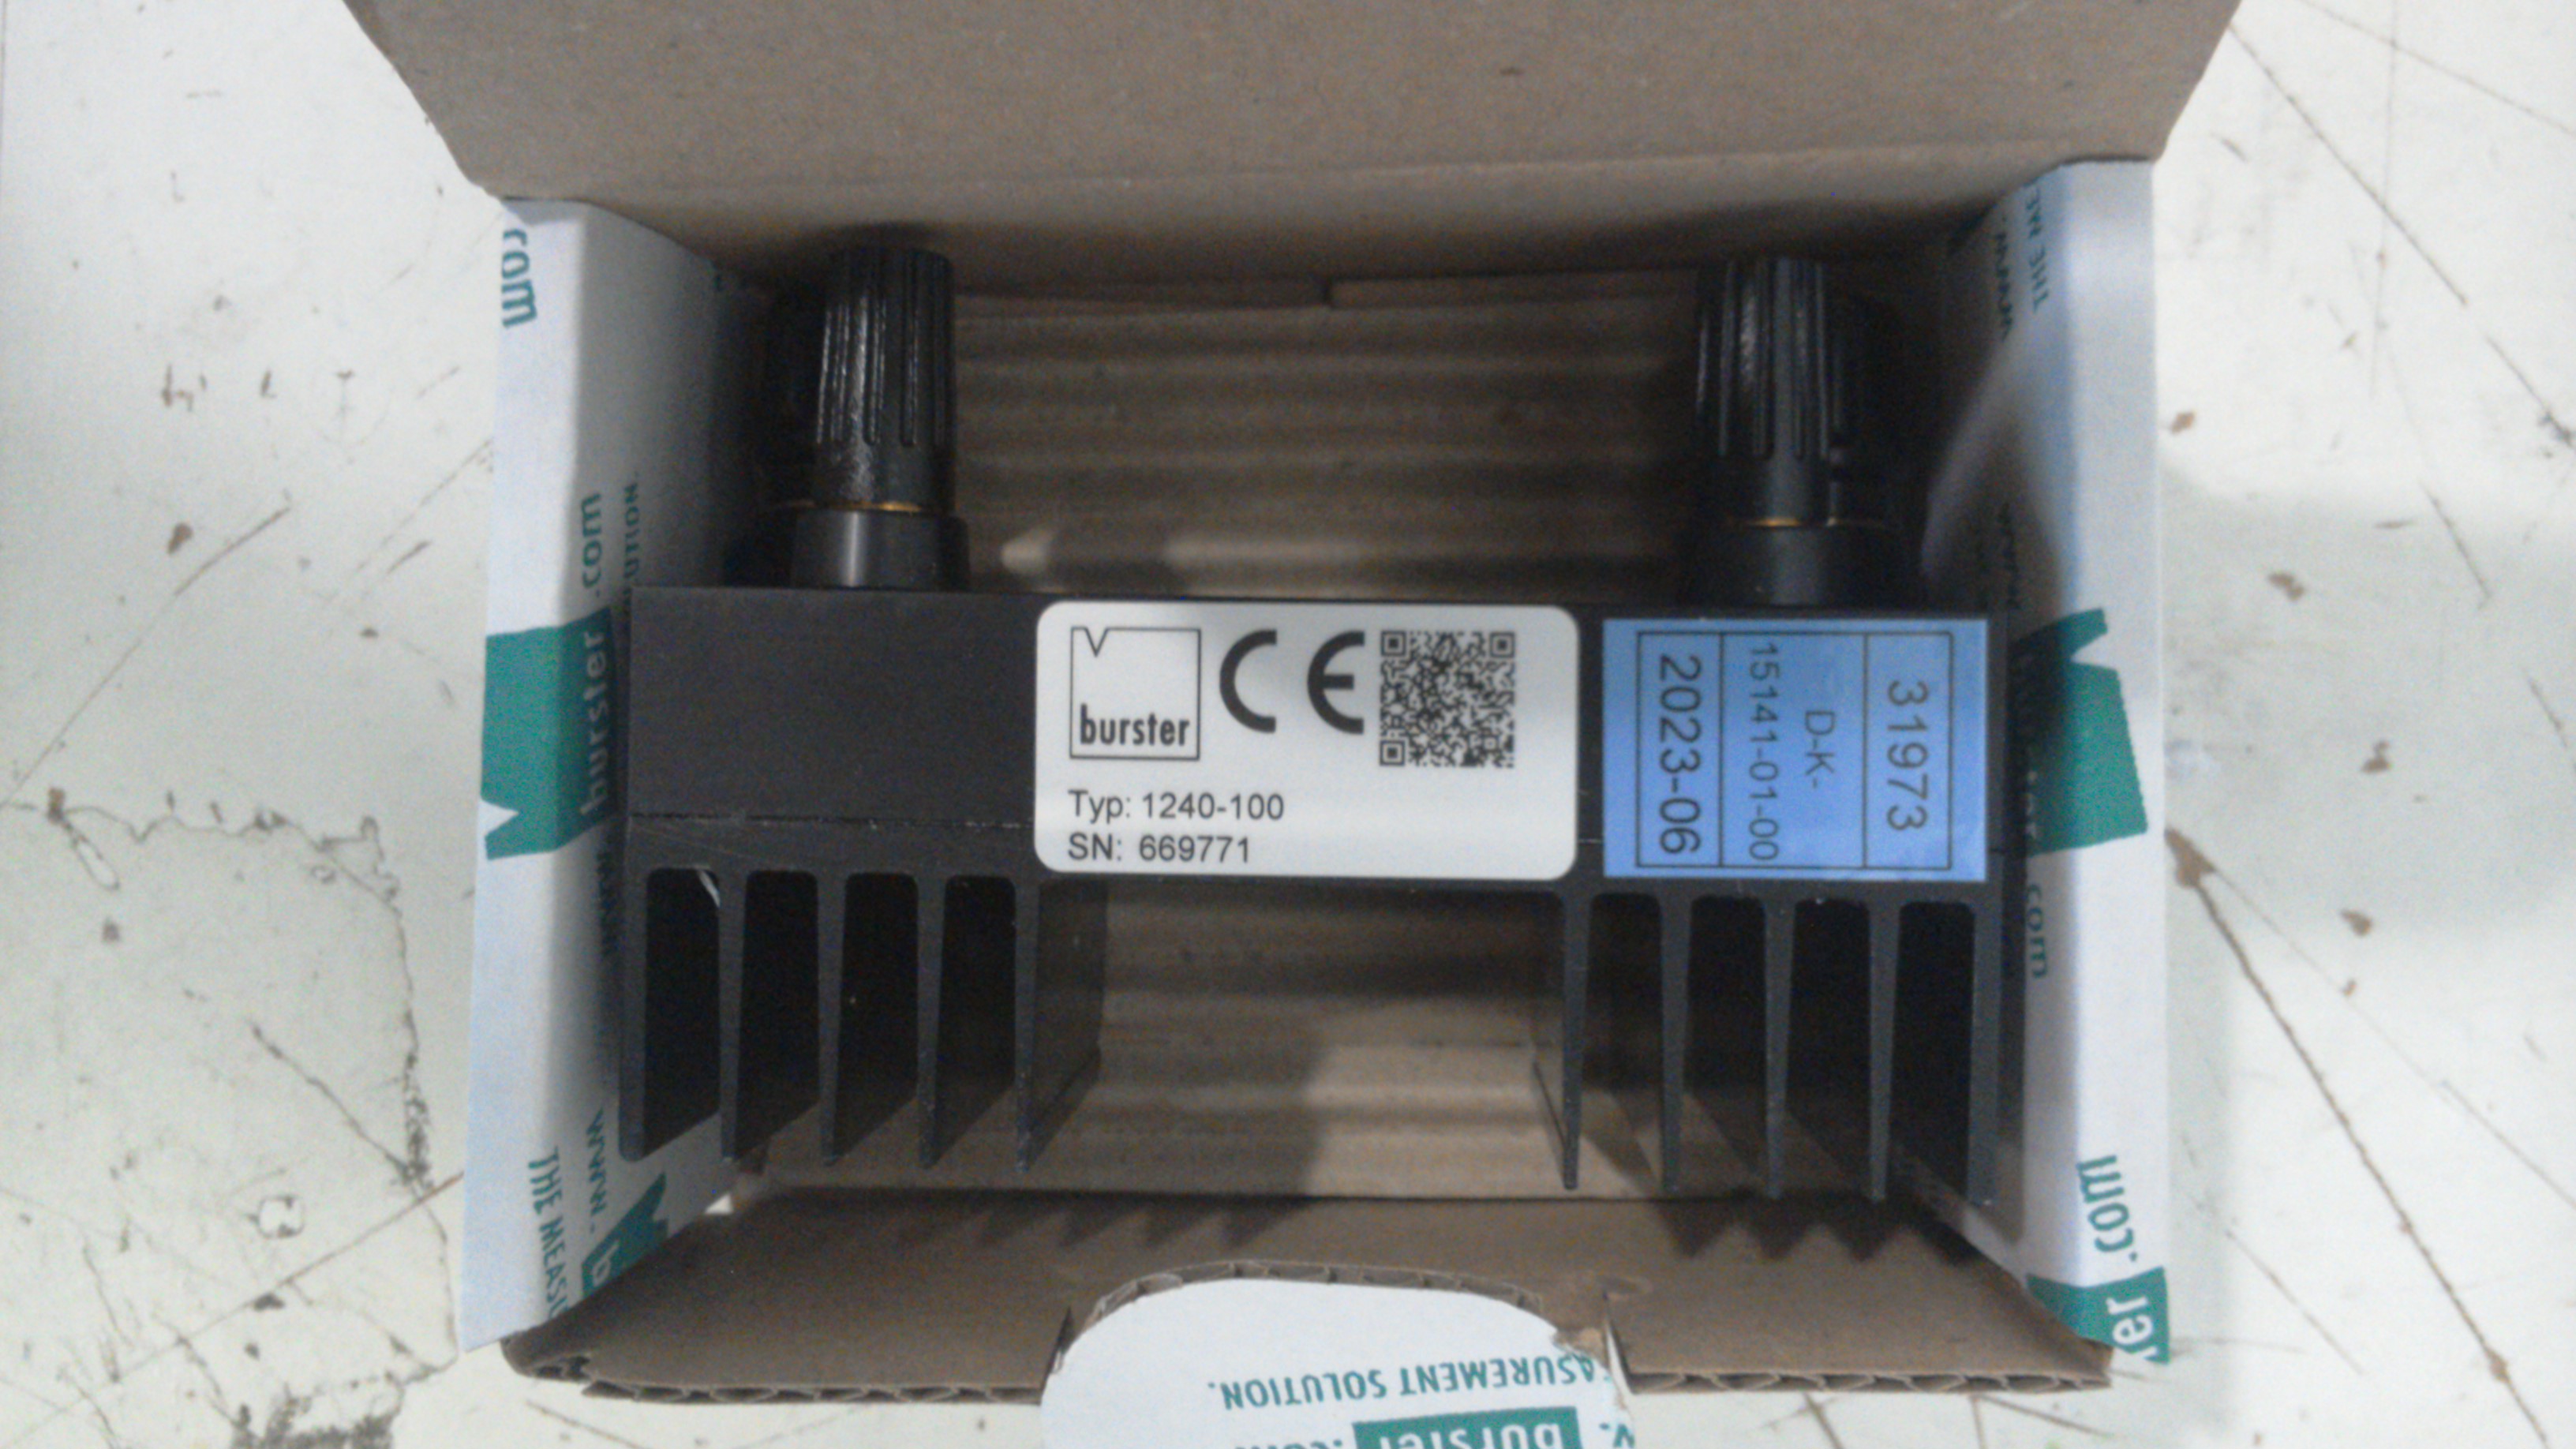 burster
CE
Typ: 1240-100
SN: 669771
31973
D-K-
15141-01-00
2023-06
.com
burster
.com
www.
THE MEAS
.com
ASUREMENT SOLUTION.
burster